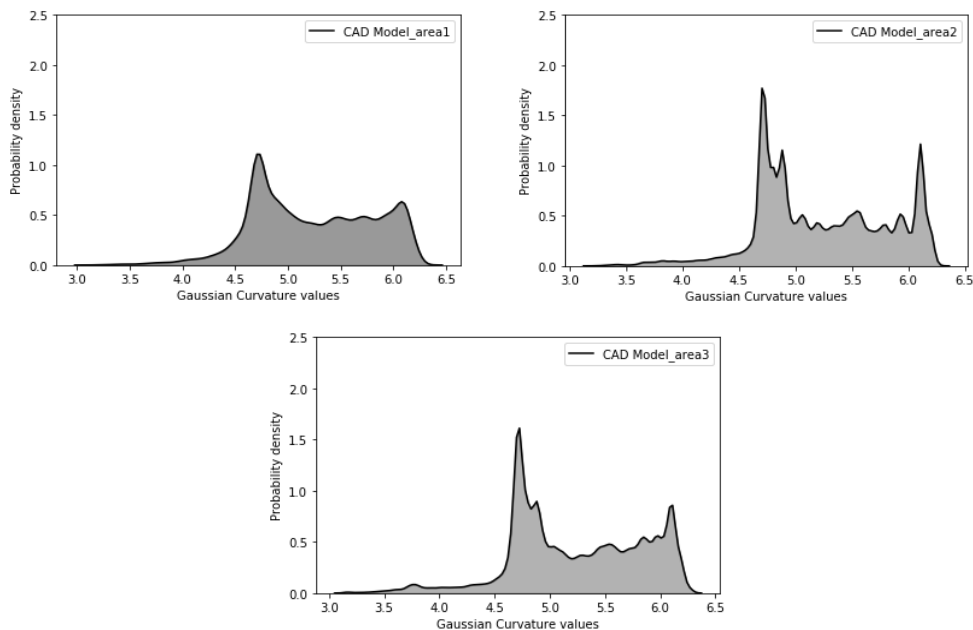 CAD Model_area1
Probability density
2.5
2.0
1.5
1.0
0.5
0.0
3.0 3.5 4.0 4.5 5.0 5.5 6.0 6.5
Gaussian Curvature values
CAD Model_area2
Probability density
2.5
2.0
1.5
1.0
0.5
0.0
3.0 3.5 4.0 4.5 5.0 5.5 6.0 6.5
Gaussian Curvature values
CAD Model_area3
Probability density
2.5
2.0
1.5
1.0
0.5
0.0
3.0 3.5 4.0 4.5 5.0 5.5 6.0 6.5
Gaussian Curvature values